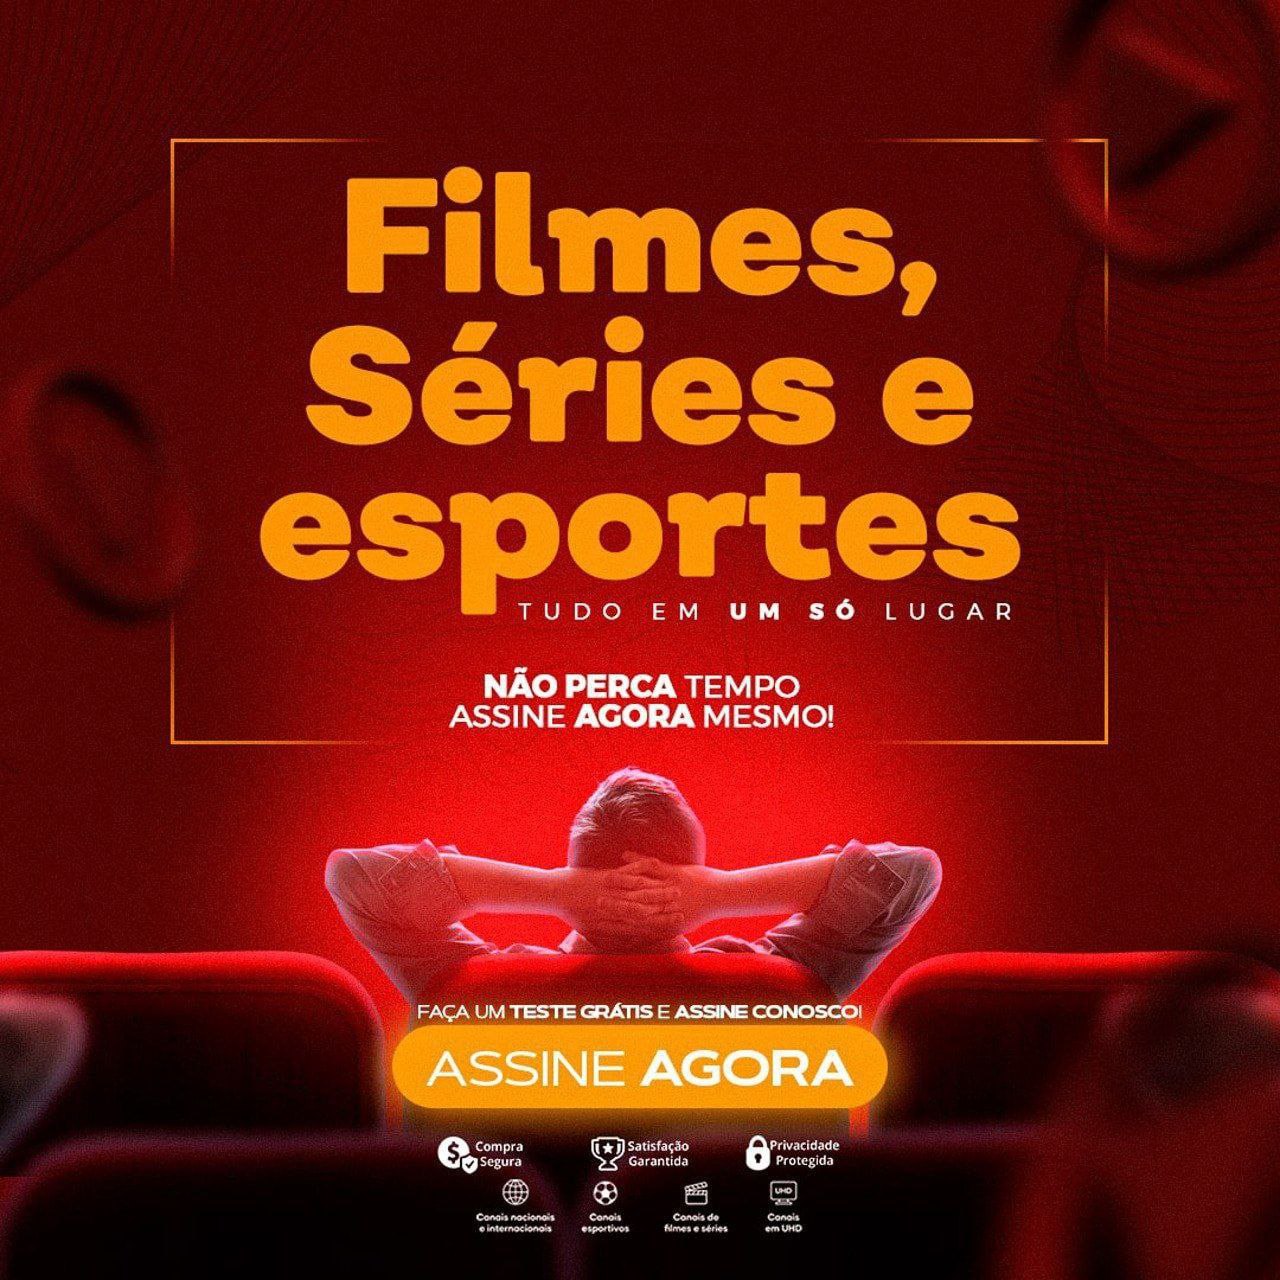 Filmes,
Séries e
esportes
TUDO EM UM SÓ LUGAR
NÃO PERCA TEMPO
ASSINE AGORA MESMO!
FAÇA UM TESTE GRÁTIS E ASSINE CONOSCO!
ASSINE AGORA
Compra
Segura
Satisfação
Garantida
Privacidade
Protegida
Canais nacionais
e internacionais
Canais
esportivos
Canais de
filmes e séries
UHD
Canais
em UHD